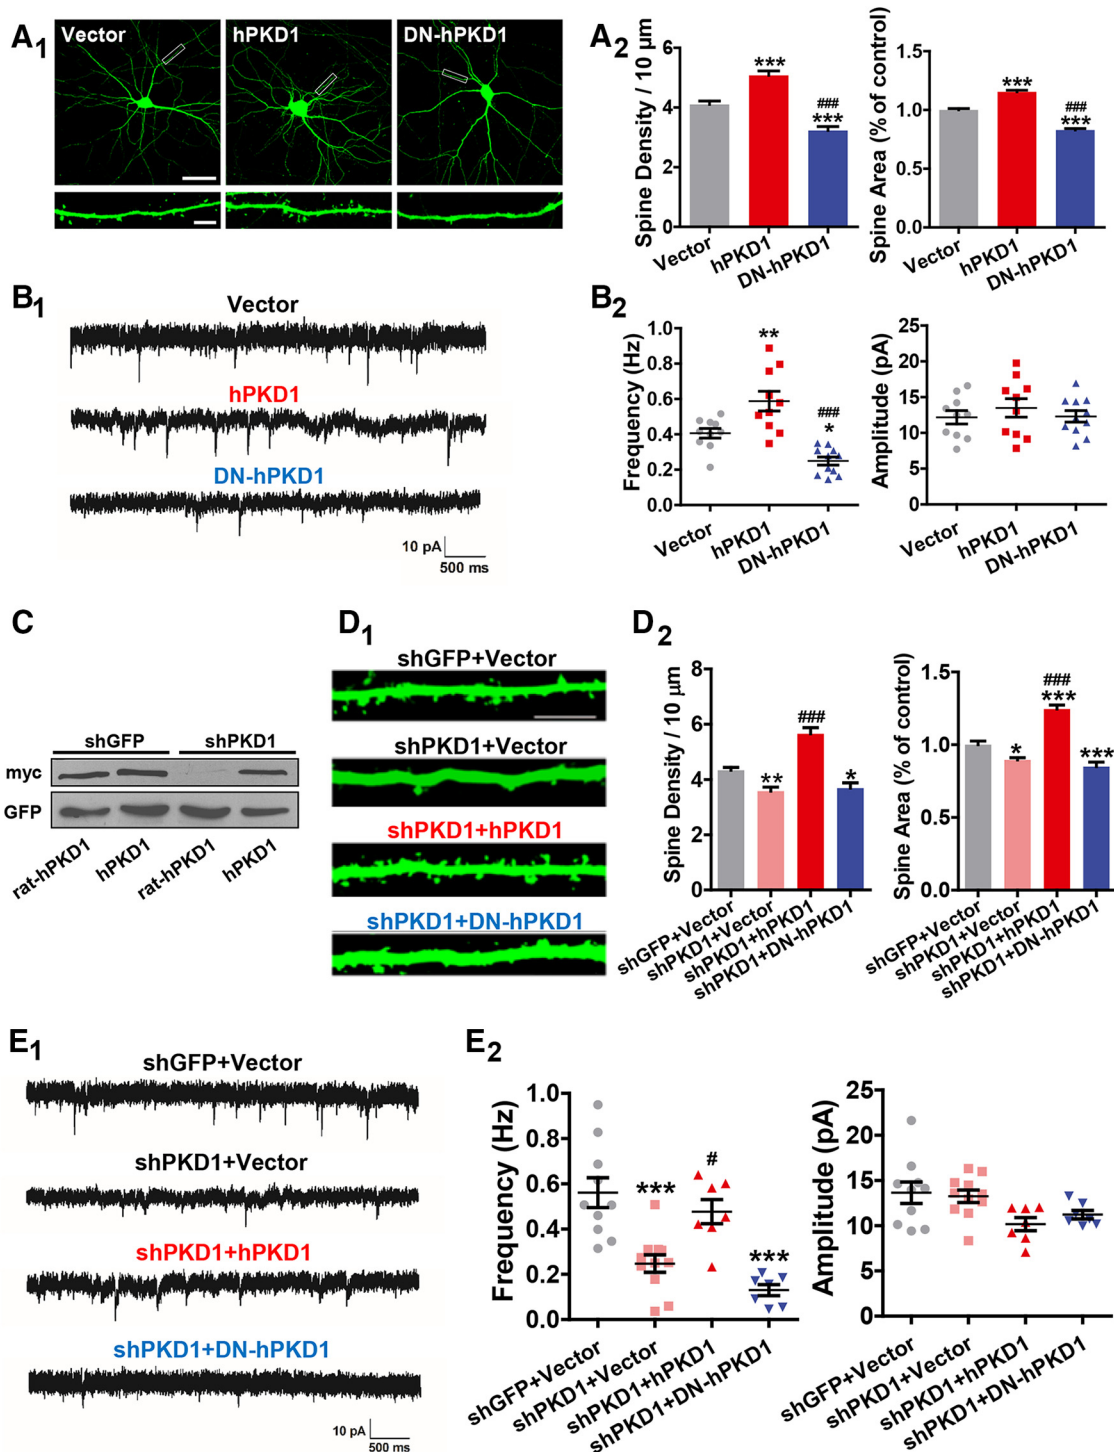 A1
Vector
hPKD1
DN-hPKD1
A2
Spine Density / 10 µm
6
4
2
0
***
###
***
Vector
hPKD1
DN-hPKD1
Spine Area (% of control)
1.5
1.0
0.5
0.0
***
###
***
Vector
hPKD1
DN-hPKD1
B1
Vector
hPKD1
DN-hPKD1
10 pA
500 ms
B2
Frequency (Hz)
1.0
0.8
0.6
0.4
0.2
0.0
**
###
*
Vector
hPKD1
DN-hPKD1
Amplitude (pA)
25
20
15
10
5
0
Vector
hPKD1
DN-hPKD1
C
shGFP
shPKD1
myc
GFP
rat-hPKD1
hPKD1
rat-hPKD1
hPKD1
D1
shGFP+Vector
shPKD1+Vector
shPKD1+hPKD1
shPKD1+DN-hPKD1
D2
Spine Density / 10 µm
8
6
4
2
0
**
###
*
shGFP+Vector
shPKD1+Vector
shPKD1+hPKD1
shPKD1+DN-hPKD1
Spine Area (% of control)
1.5
1.0
0.5
0.0
*
###
***
***
shGFP+Vector
shPKD1+Vector
shPKD1+hPKD1
shPKD1+DN-hPKD1
E1
shGFP+Vector
shPKD1+Vector
shPKD1+hPKD1
shPKD1+DN-hPKD1
10 pA
500 ms
E2
Frequency (Hz)
1.0
0.8
0.6
0.4
0.2
0.0
***
#
***
shGFP+Vector
shPKD1+Vector
shPKD1+hPKD1
shPKD1+DN-hPKD1
Amplitude (pA)
25
20
15
10
5
0
shGFP+Vector
shPKD1+Vector
shPKD1+hPKD1
shPKD1+DN-hPKD1